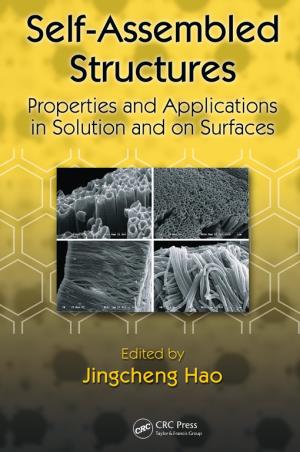 Self-Assembled
Structures
Properties and Applications
in Solution and on Surfaces
Edited by
Jingcheng Hao
CRC
CRC Press
Taylor & Francis Group